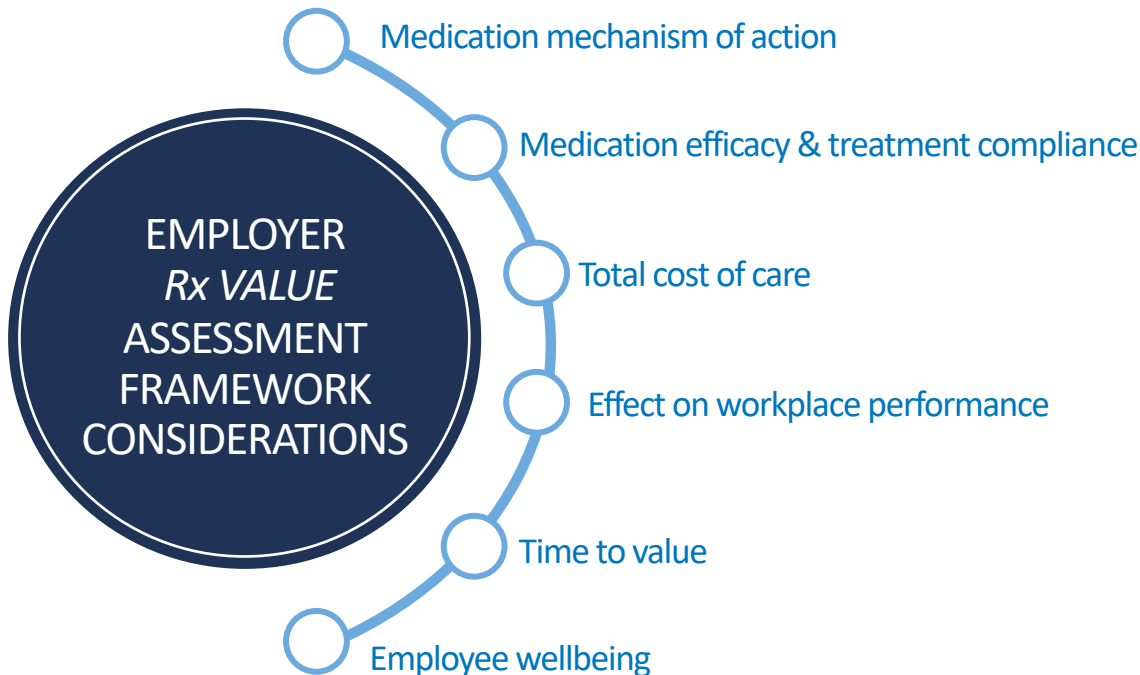 Medication mechanism of action
Medication efficacy & treatment compliance
Total cost of care
Effect on workplace performance
Time to value
Employee wellbeing
EMPLOYER
Rx VALUE
ASSESSMENT
FRAMEWORK
CONSIDERATIONS